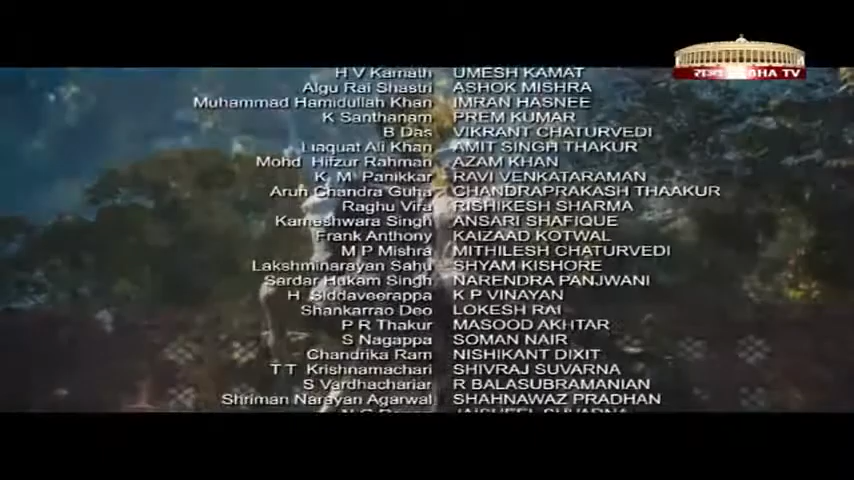 राज्य SABHA TV
H V Kamath UMESH KAMAT
Algu Rai Shastri ASHOK MISHRA
Muhammad Hamidullah Khan IMRAN HASNEE
K Santhanam PREM KUMAR
B Das VIKRANT CHATURVEDI
Liaquat Ali Khan AMIT SINGH THAKUR
Mohd Hifzur Rahman AZAM KHAN
K M Panikkar RAVI VENKATARAMAN
Arun Chandra Guha CHANDRAPRAKASH THAAKUR
Raghu Vira RISHIKESH SHARMA
Kameshwara Singh ANSARI SHAFIQUE
Frank Anthony KAIZAAD KOTWAL
M P Mishra MITHILESH CHATURVEDI
Lakshminarayan Sahu SHYAM KISHORE
Sardar Hukam Singh NARENDRA PANJWANI
H Siddaveerappa K P VINAYAN
Shankarrao Deo LOKESH RAI
P R Thakur MASOOD AKHTAR
S Nagappa SOMAN NAIR
Chandrika Ram NISHIKANT DIXIT
T T Krishnamachari SHIVRAJ SUVARNA
S Vardhachariar R BALASUBRAMANIAN
Shriman Narayan Agarwal SHAHNAWAZ PRADHAN
SUVARNA